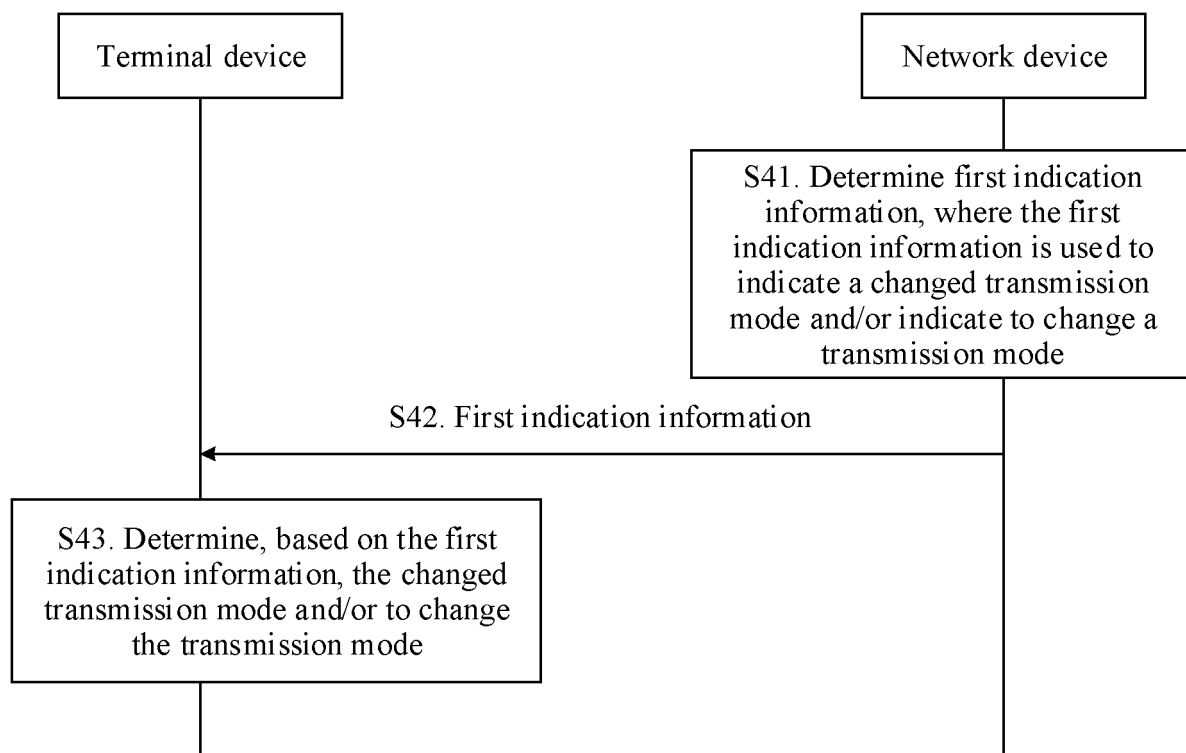 Terminal device
Network device
S41. Determine first indication
information, where the first
indication information is used to
indicate a changed transmission
mode and/or indicate to change a
transmission mode
S42. First indication information
S43. Determine, based on the first
indication information, the changed
transmission mode and/or to change
the transmission mode